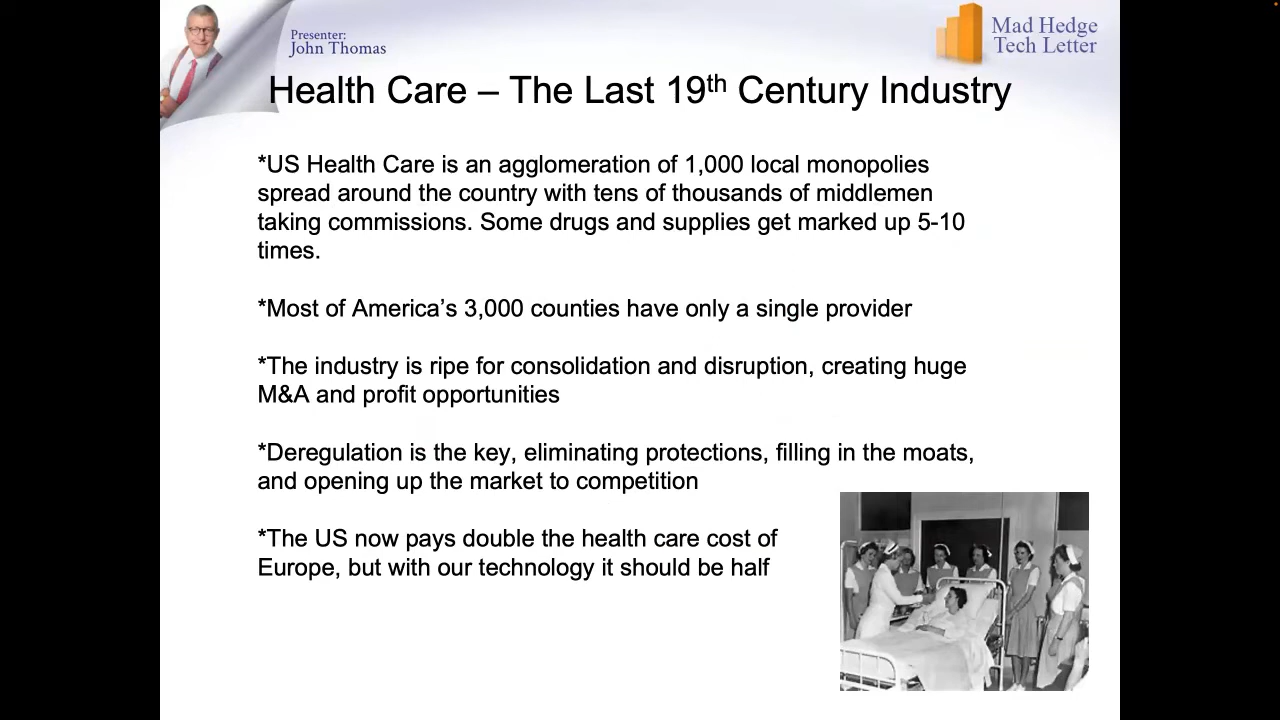 Presenter:
John Thomas
Mad Hedge
Tech Letter
Health Care – The Last 19th Century Industry
*US Health Care is an agglomeration of 1,000 local monopolies
spread around the country with tens of thousands of middlemen
taking commissions. Some drugs and supplies get marked up 5-10
times.
*Most of America’s 3,000 counties have only a single provider
*The industry is ripe for consolidation and disruption, creating huge
M&A and profit opportunities
*Deregulation is the key, eliminating protections, filling in the moats,
and opening up the market to competition
*The US now pays double the health care cost of
Europe, but with our technology it should be half